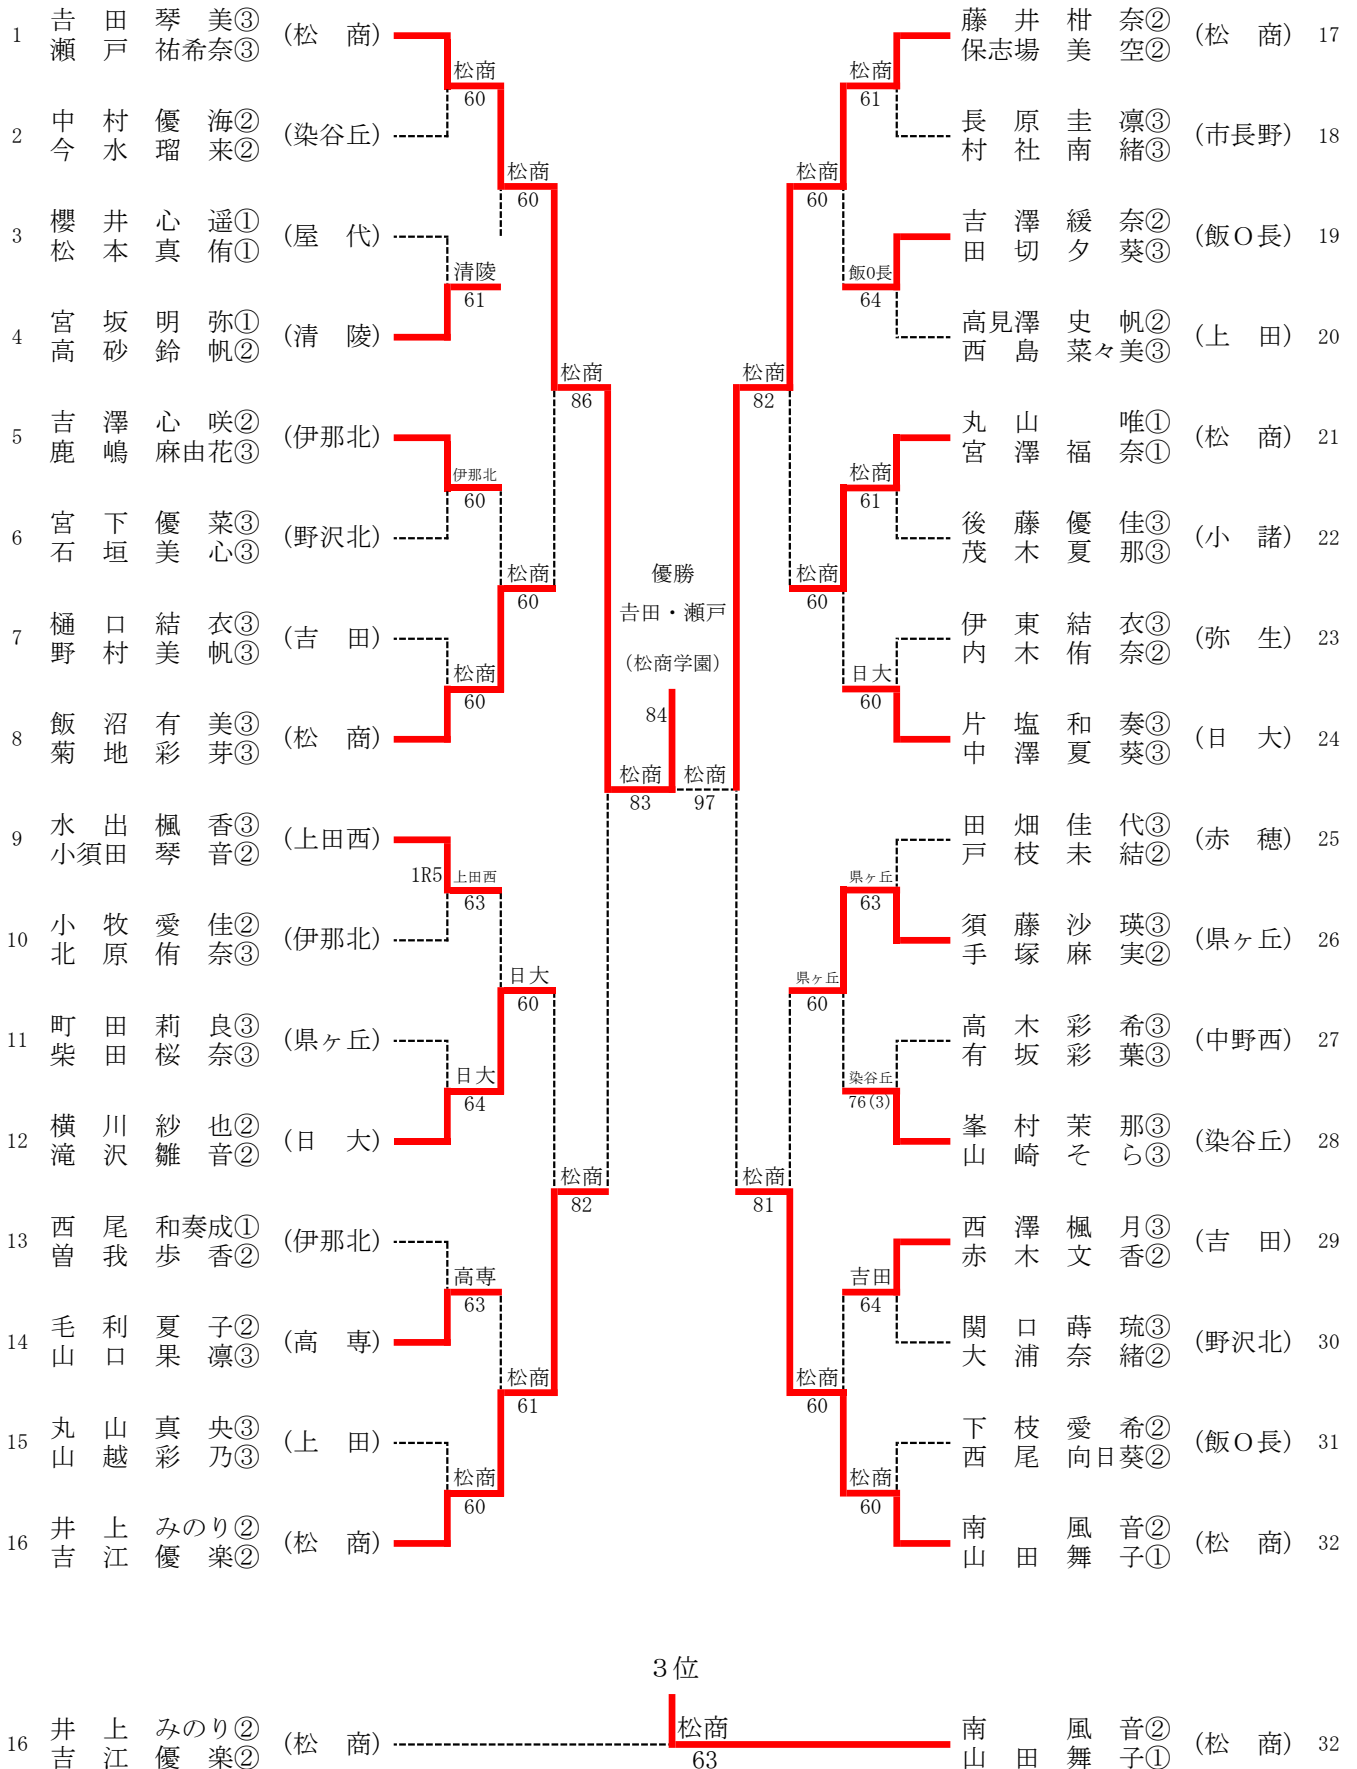 1 𠮷田琴美③ (松商)
瀬戸祐希奈③
2 中村優海② (染谷丘)
今水瑠来②
3 櫻井心遥① (屋代)
松本真侑①
4 宮坂明弥① (清陵)
高砂鈴帆②
5 吉澤心咲② (伊那北)
鹿嶋麻由花③
6 宮下優菜③ (野沢北)
石垣美心③
7 樋口結衣③ (吉田)
野村美帆③
8 飯沼有美③ (松商)
菊地彩芽③
9 水出楓香③ (上田西)
小須田琴音②
10 小牧愛佳② (伊那北)
北原侑奈③
11 町田莉良③ (県ヶ丘)
柴田桜奈③
12 横川紗也② (日大)
滝沢雛音②
13 西尾和奏成① (伊那北)
曽我歩香②
14 毛利夏子② (高専)
山口果凛③
15 丸山真央③ (上田)
山越彩乃③
16 井上みのり② (松商)
吉江優楽②
松商
60
清陵
61
伊那北
60
松商
60
1R5
上田西
63
日大
64
高専
63
松商
60
松商
60
松商
60
日大
60
松商
61
松商
86
松商
82
松商
83
優勝
𠮷田・瀬戸
(松商学園)
84
松商
97
松商
82
松商
81
松商
60
松商
60
県ヶ丘
60
松商
60
松商
61
飯O長
64
松商
61
日大
60
県ヶ丘
63
染谷丘
76(3)
吉田
64
松商
60
藤井柑奈② (松商) 17
保志場美空②
長原圭凛③ (市長野) 18
村社南緒③
吉澤緩奈② (飯O長) 19
田切夕葵③
高見澤史帆② (上田) 20
西島菜々美③
丸山唯① (松商) 21
宮澤福奈①
後藤優佳③ (小諸) 22
茂木夏那③
伊東結衣③ (弥生) 23
内木侑奈②
片塩和奏③ (日大) 24
中澤夏葵③
田畑佳代③ (赤穂) 25
戸枝未結②
須藤沙瑛③ (県ヶ丘) 26
手塚麻実②
高木彩希③ (中野西) 27
有坂彩葉③
峯村茉那③ (染谷丘) 28
山崎そら③
西澤楓月③ (吉田) 29
赤木文香②
関口蒔琉③ (野沢北) 30
大浦奈緒②
下枝愛希② (飯O長) 31
西尾向日葵②
南風音② (松商) 32
山田舞子①
3位
16 井上みのり② (松商)
吉江優楽②
松商
63
南風音② (松商) 32
山田舞子①